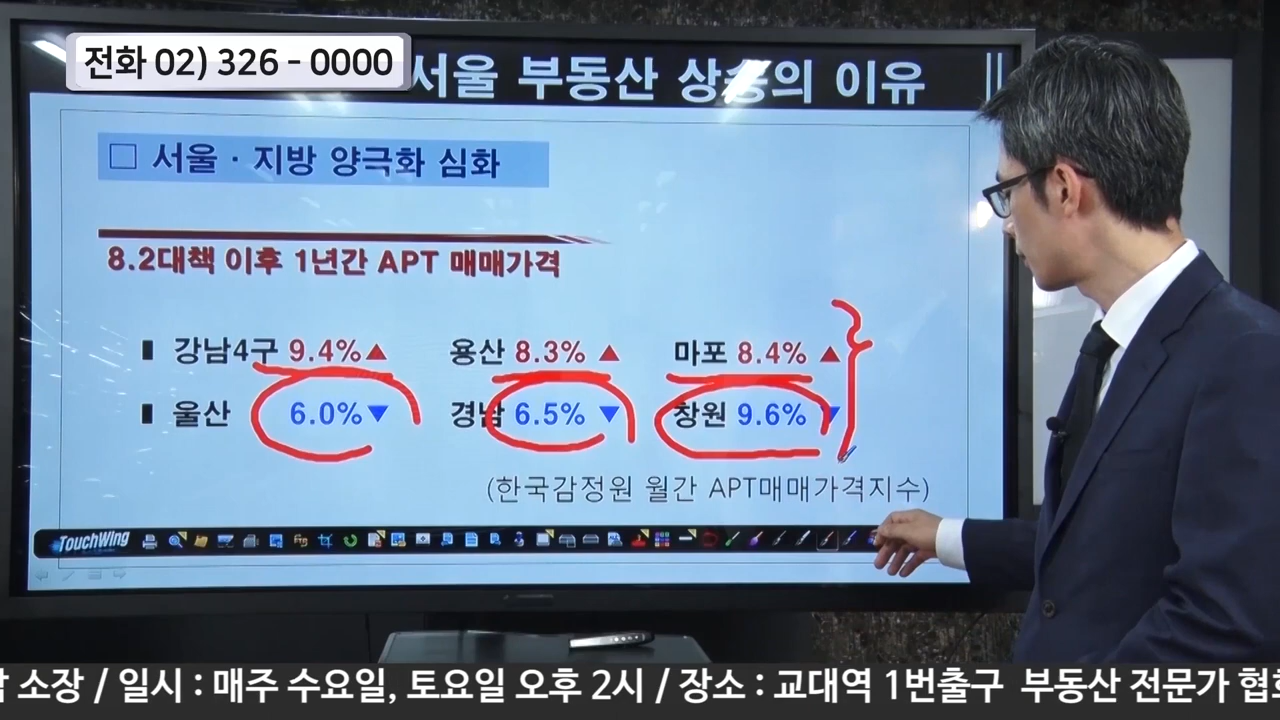 전화 02) 326 - 0000
서울 부동산 상승의 이유
□ 서울 · 지방 양극화 심화
8.2대책 이후 1년간 APT 매매가격
강남4구 9.4%▲ 용산 8.3% ▲ 마포 8.4% ▲
울산 6.0%▼ 경남 6.5% ▼ 창원 9.6% ▼
(한국감정원 월간 APT매매가격지수)
TouchWing
소장 / 일시 : 매주 수요일, 토요일 오후 2시 / 장소 : 교대역 1번출구 부동산 전문가